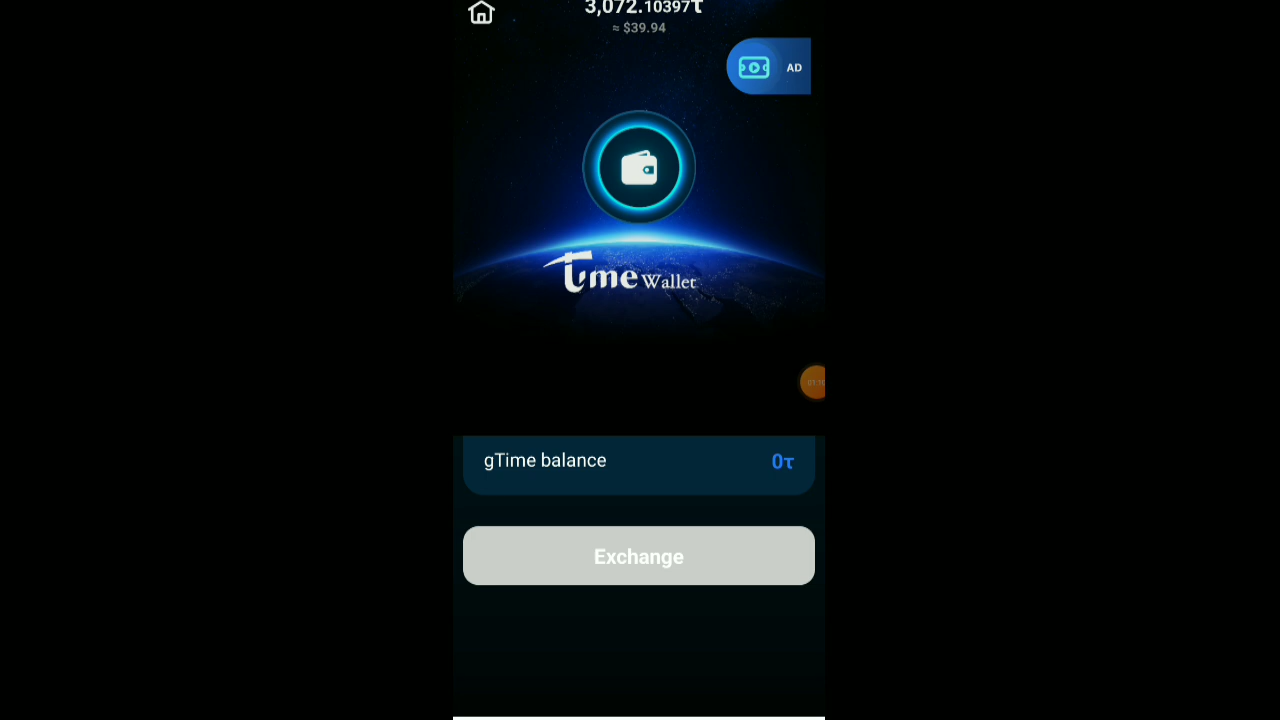 3,072.10397τ
≈ $39.94
AD
Time Wallet
gTime balance
0τ
Exchange